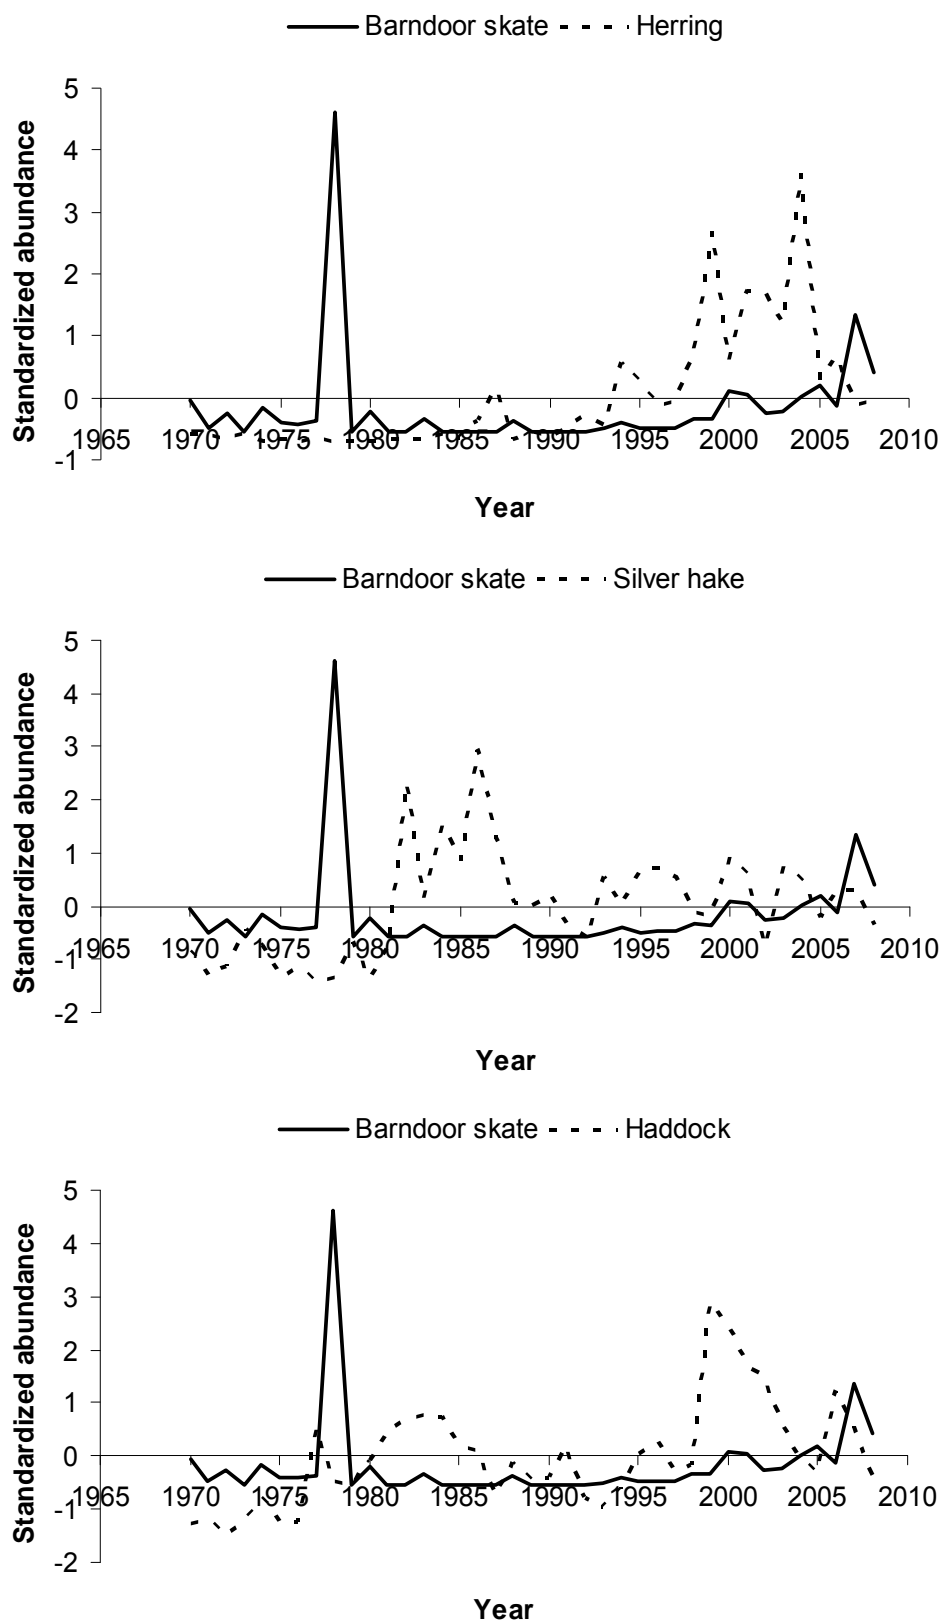 Barndoor skate Herring
5
4
3
2
1
0
-1
1965 1970 1975 1980 1985 1990 1995 2000 2005 2010
Standardized abundance
Year
Barndoor skate Silver hake
5
4
3
2
1
0
-1
-2
1965 1970 1975 1980 1985 1990 1995 2000 2005 2010
Standardized abundance
Year
Barndoor skate Haddock
5
4
3
2
1
0
-1
-2
1965 1970 1975 1980 1985 1990 1995 2000 2005 2010
Standardized abundance
Year